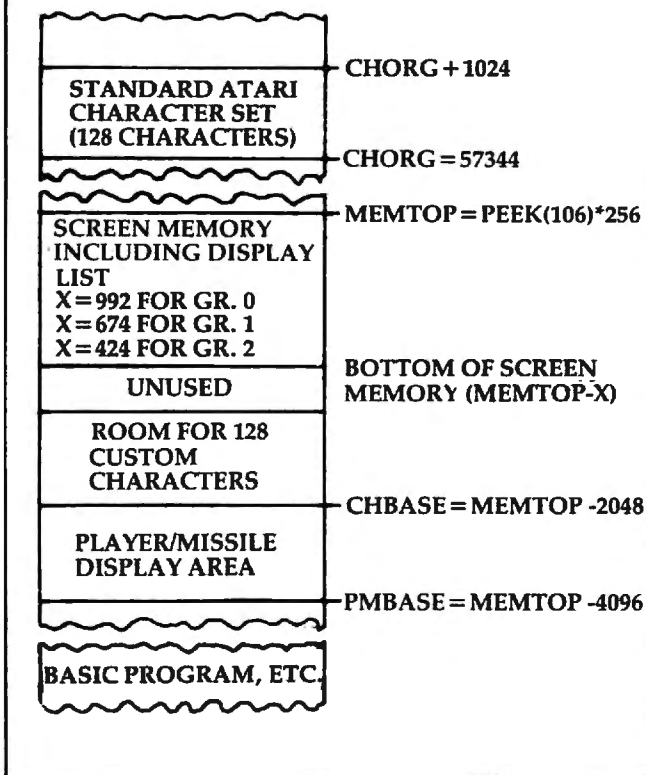 CHORG + 1024
STANDARD ATARI
CHARACTER SET
(128 CHARACTERS)
CHORG = 57344
MEMTOP = PEEK(106)*256
SCREEN MEMORY
INCLUDING DISPLAY
LIST
X = 992 FOR GR. 0
X = 674 FOR GR. 1
X = 424 FOR GR. 2
BOTTOM OF SCREEN
MEMORY (MEMTOP-X)
UNUSED
ROOM FOR 128
CUSTOM
CHARACTERS
CHBASE = MEMTOP -2048
PLAYER/MISSILE
DISPLAY AREA
PMBASE = MEMTOP -4096
BASIC PROGRAM, ETC.